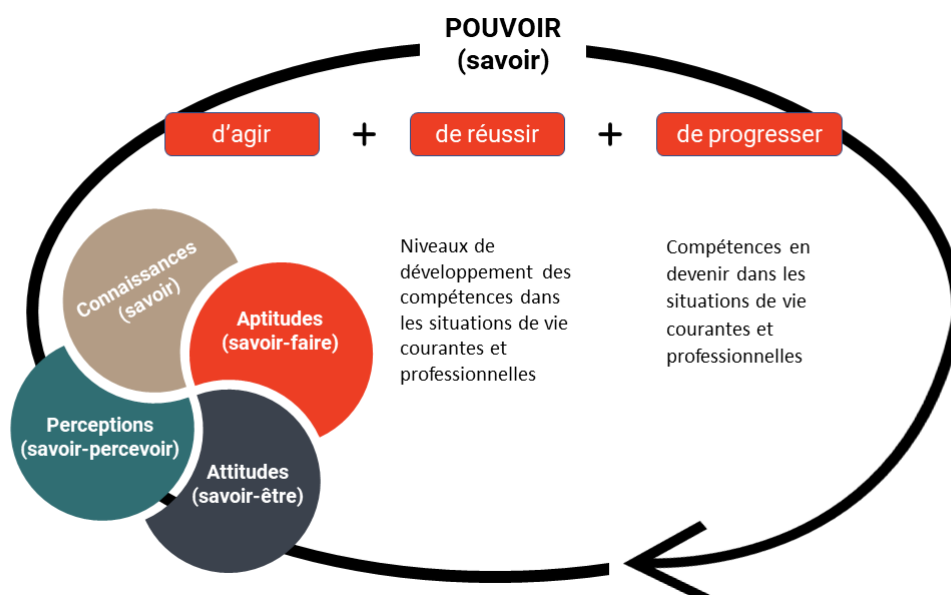 POUVOIR
(savoir)
d'agir + de réussir + de progresser
Connaissances
(savoir)
Aptitudes
(savoir-faire)
Perceptions
(savoir-percevoir)
Attitudes
(savoir-être)
Niveaux de
développement des
compétences dans
les situations de vie
courantes et
professionnelles
Compétences en
devenir dans les
situations de vie
courantes et
professionnelles